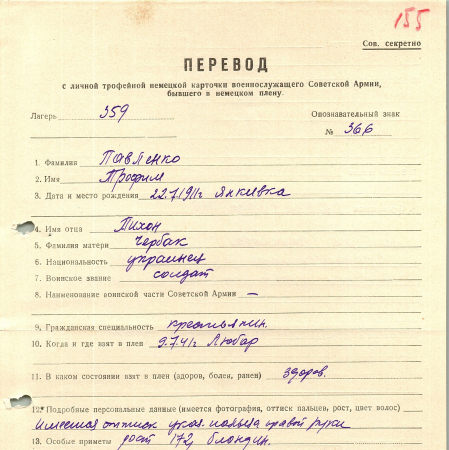 155
Сов. секретно
ПЕРЕВОД
с личной трофейной немецкой карточки военнослужащего Советской Армии,
бывшего в немецком плену.
Лагерь 359 Опознавательный знак
№ 366
1. Фамилия Павленко
2. Имя Трофим
3. Дата и место рождения 22.7.1911г Янкивка
4. Имя отца Тихон
5. Фамилия матери Чербак
6. Национальность украинец
7. Воинское звание солдат
8. Наименование воинской части Советской Армии —
9. Гражданская специальность крестьянин.
10. Когда и где взят в плен 9.7.41г Любар
11. В каком состоянии взят в плен (здоров, болен, ранен) здоров.
12. Подробные персональные данные (имеется фотография, оттиск пальцев, рост, цвет волос)
Имеется оттиск указ. пальца правой руки
13. Особые приметы рост 172, блондин.